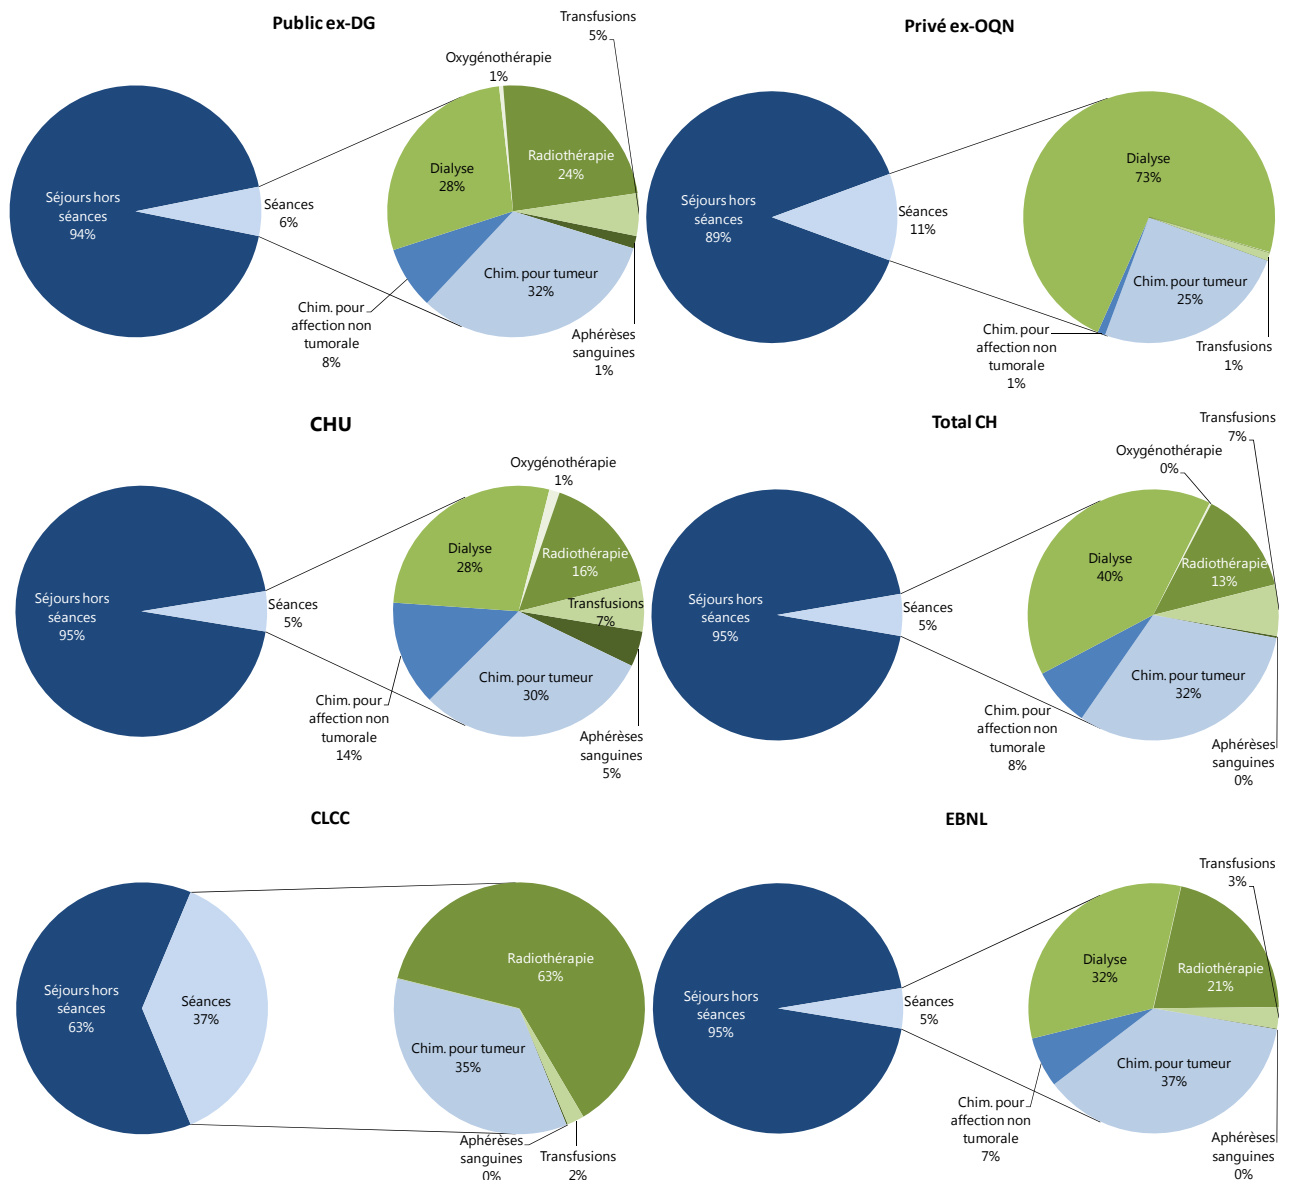 Public ex-DG
Transfusions
5%
Oxygénothérapie
1%
Radiothérapie
24%
Dialyse
28%
Séjours hors
séances
94%
Séances
6%
Chim. pour tumeur
32%
Chim. pour
affection non
tumorale
8%
Aphérèses
sanguines
1%
Privé ex-OQN
Dialyse
73%
Séjours hors
séances
89%
Séances
11%
Chim. pour tumeur
25%
Chim. pour
affection non
tumorale
1%
Transfusions
1%
CHU
Oxygénothérapie
1%
Dialyse
28%
Radiothérapie
16%
Séjours hors
séances
95%
Séances
5%
Transfusions
7%
Chim. pour tumeur
30%
Chim. pour
affection non
tumorale
14%
Aphérèses
sanguines
5%
Total CH
Transfusions
7%
Oxygénothérapie
0%
Dialyse
40%
Radiothérapie
13%
Séjours hors
séances
95%
Séances
5%
Chim. pour tumeur
32%
Chim. pour
affection non
tumorale
8%
Aphérèses
sanguines
0%
CLCC
Radiothérapie
63%
Séjours hors
séances
63%
Séances
37%
Chim. pour tumeur
35%
Aphérèses
sanguines
0%
Transfusions
2%
EBNL
Transfusions
3%
Dialyse
32%
Radiothérapie
21%
Séjours hors
séances
95%
Séances
5%
Chim. pour tumeur
37%
Chim. pour
affection non
tumorale
7%
Aphérèses
sanguines
0%